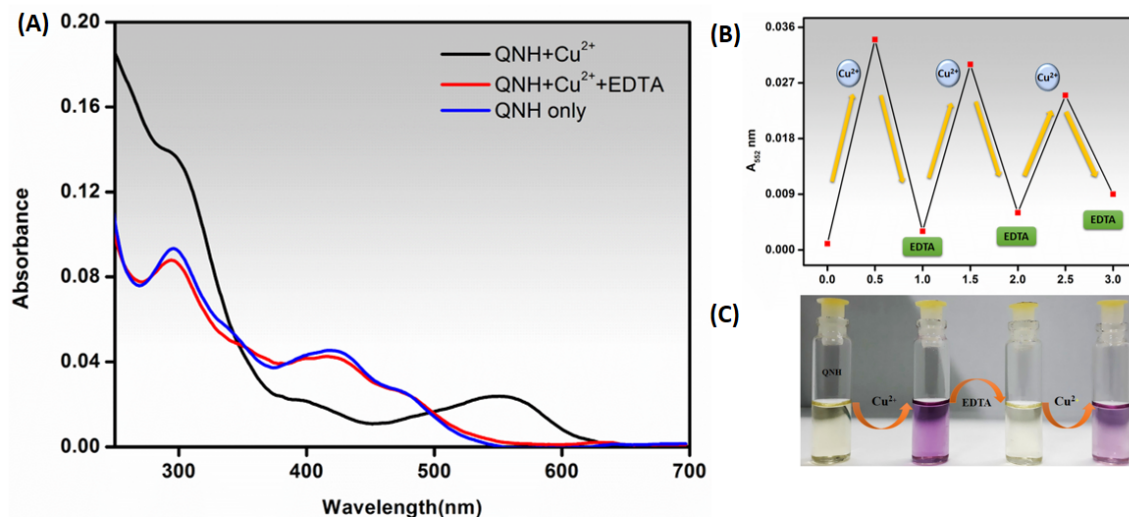 (A)
0.20
0.16
0.12
0.08
0.04
0.00
Absorbance
300
400
500
600
700
Wavelength(nm)
QNH+Cu²⁺
QNH+Cu²⁺+EDTA
QNH only
(B)
0.036
0.027
0.018
0.009
0.000
A₅₅₂ nm
Cu²⁺
Cu²⁺
Cu²⁺
EDTA
EDTA
EDTA
0.0
0.5
1.0
1.5
2.0
2.5
3.0
(C)
QNH
Cu²⁺
EDTA
Cu²